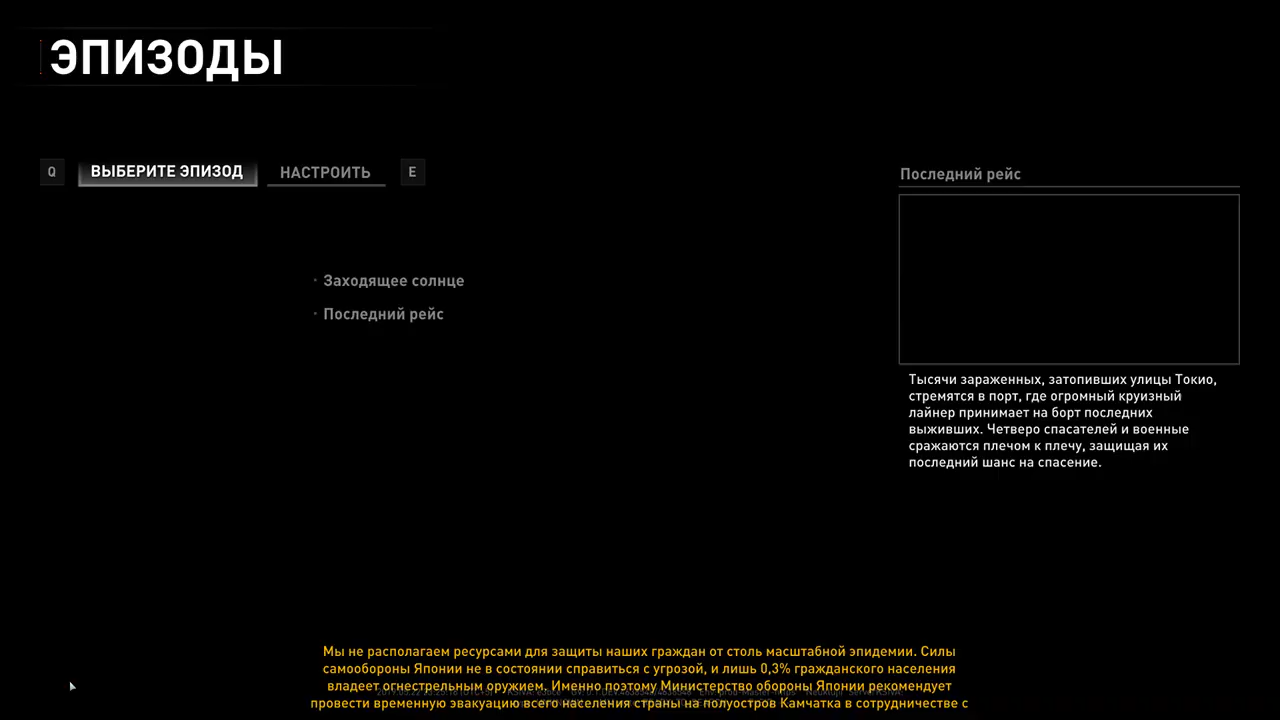 ЭПИЗОДЫ
Q ВЫБЕРИТЕ ЭПИЗОД НАСТРОИТЬ E
Последний рейс
· Заходящее солнце
· Последний рейс
Тысячи зараженных, затопивших улицы Токио,
стремятся в порт, где огромный круизный
лайнер принимает на борт последних
выживших. Четверо спасателей и военные
сражаются плечом к плечу, защищая их
последний шанс на спасение.
Мы не располагаем ресурсами для защиты наших граждан от столь масштабной эпидемии. Силы
самообороны Японии не в состоянии справиться с угрозой, и лишь 0,3% гражданского населения
владеет огнестрельным оружием. Именно поэтому Министерство обороны Японии рекомендует
провести временную эвакуацию всего населения страны на полуостров Камчатка в сотрудничестве с